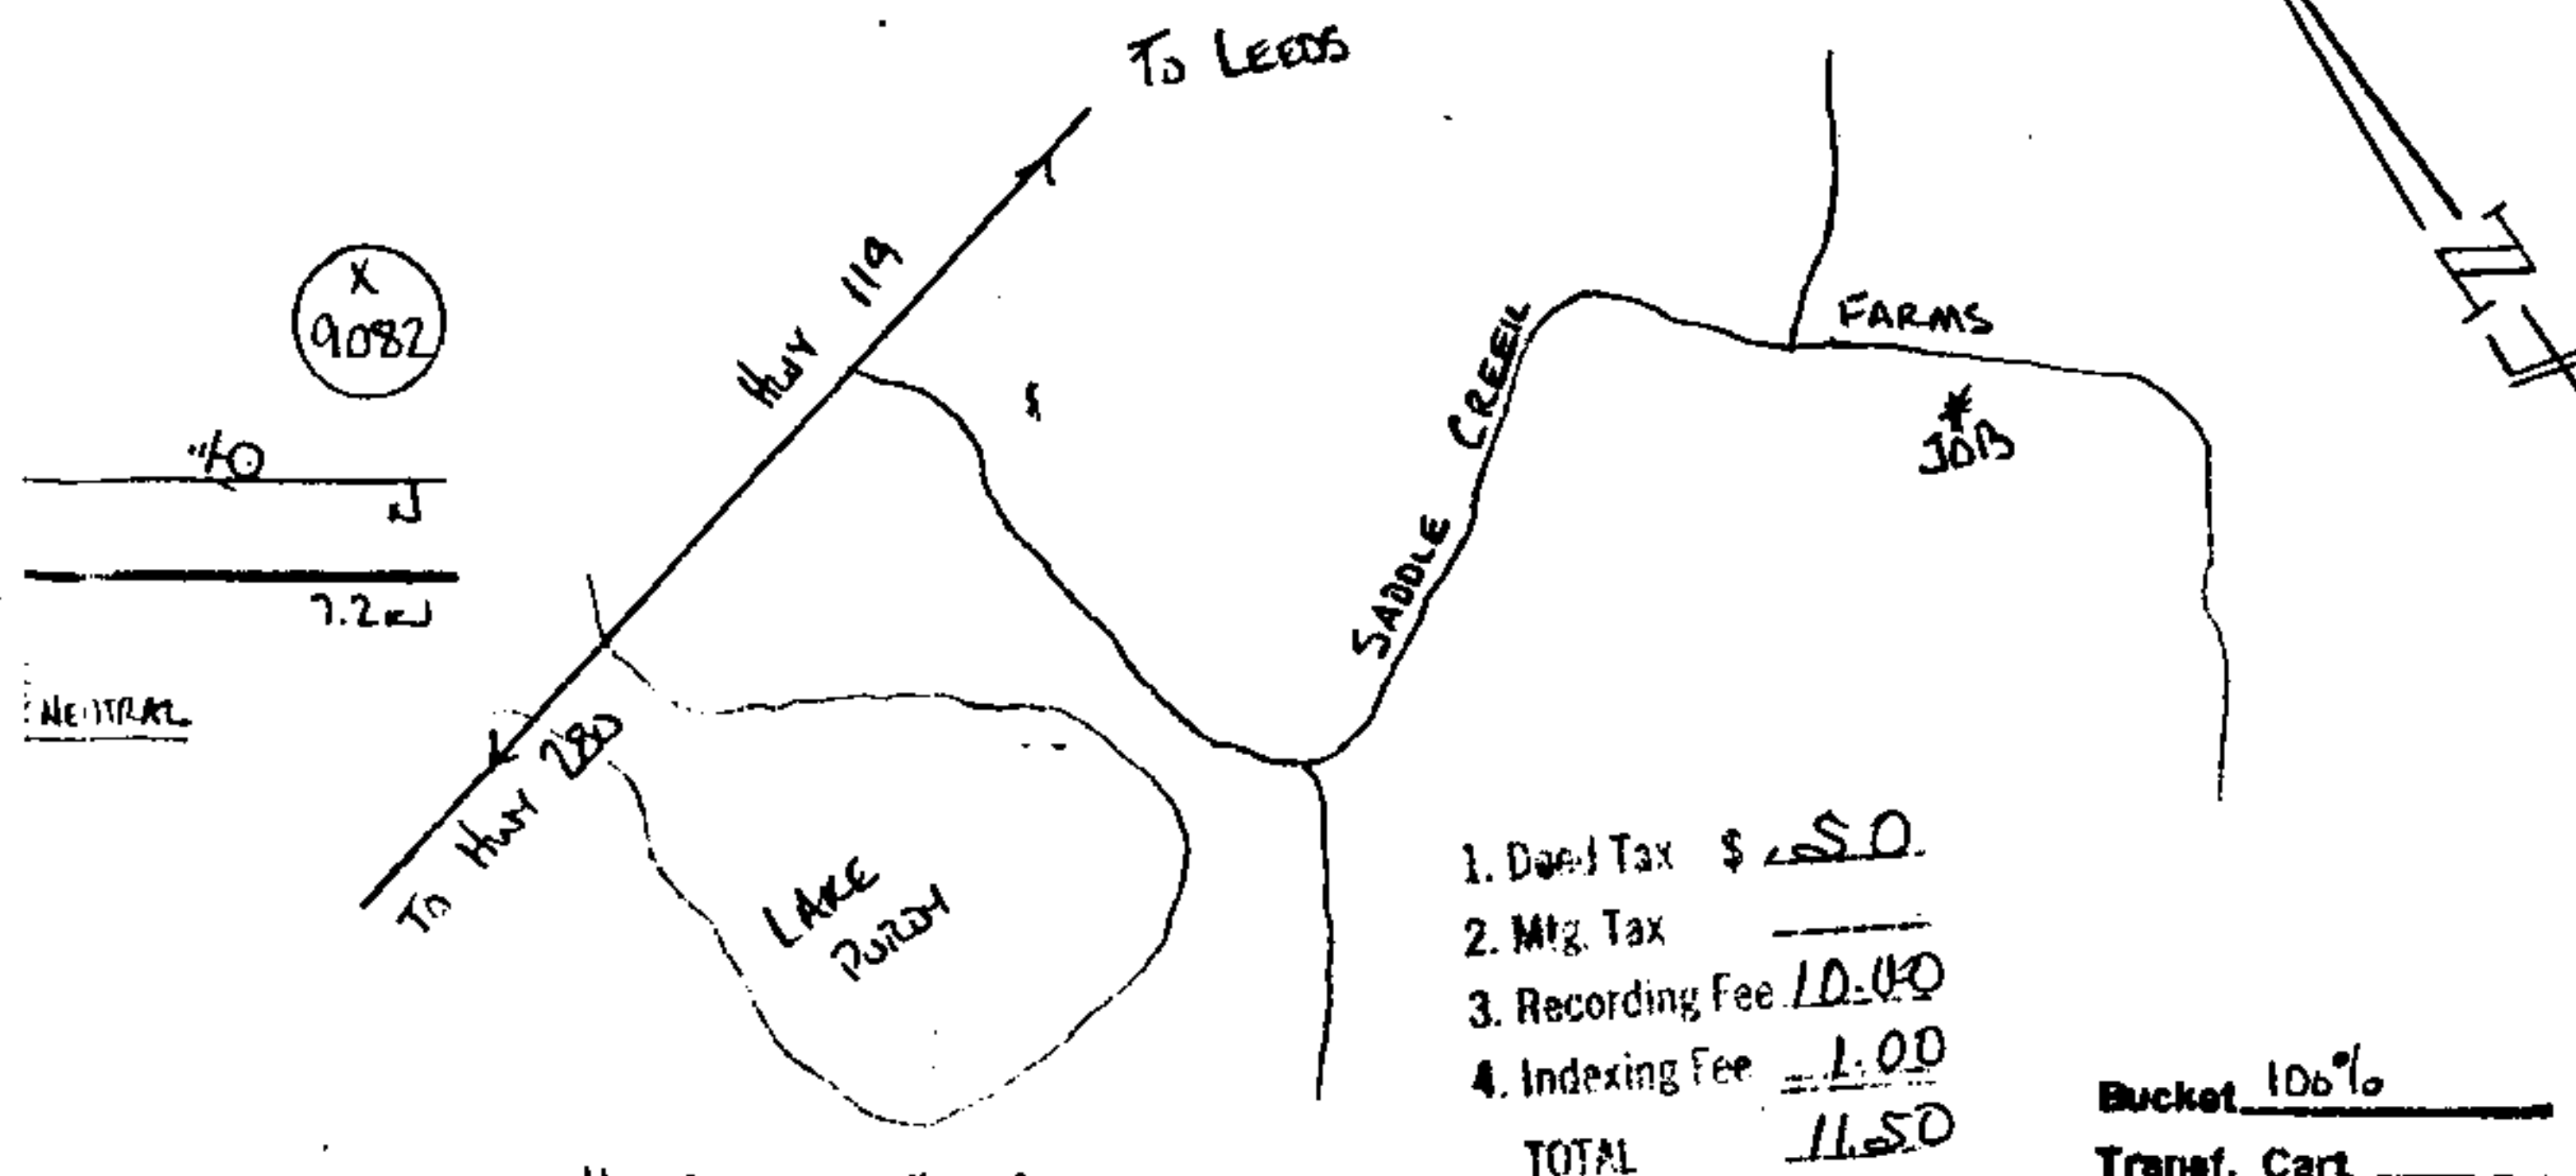 To LEEDS
X
9082
HWY 119
FARMS
CREEK
JOB
SADDLE
7.2
NEUTRAL
To HWY 280
LAKE
PURDY
1. Deed Tax $ .50
2. Mtg. Tax
3. Recording Fee 10.00
4. Indexing Fee 1.00
TOTAL 11.50
Bucket 100%
Transf. Cart